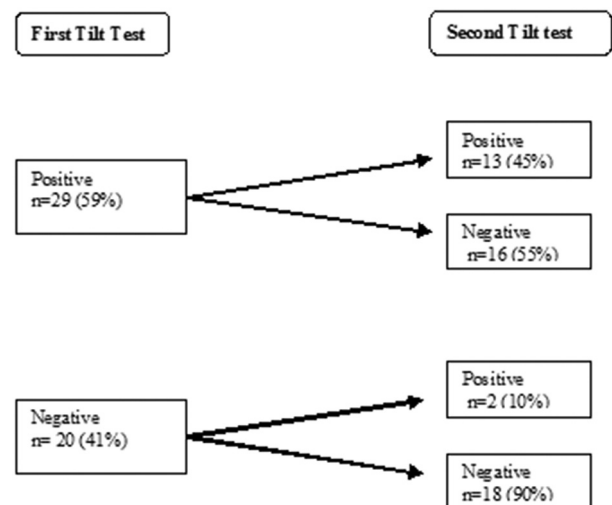 First Tilt Test
Second Tilt test
Positive
n=29 (59%)
Positive
n=13 (45%)
Negative
n=16 (55%)
Negative
n= 20 (41%)
Positive
n=2 (10%)
Negative
n=18 (90%)